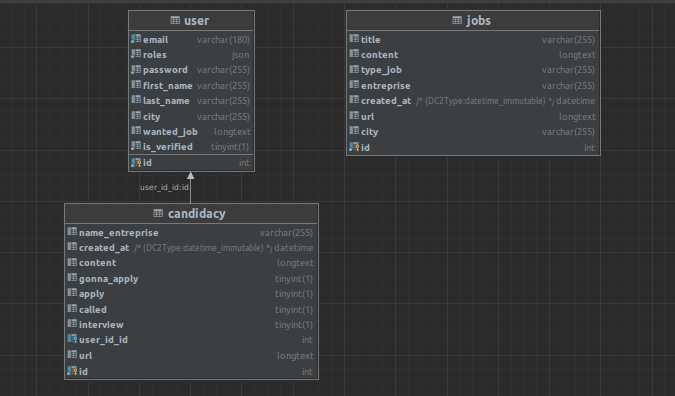 user
email varchar(180)
roles json
password varchar(255)
first_name varchar(255)
last_name varchar(255)
city varchar(255)
wanted_job longtext
is_verified tinyint(1)
id int
jobs
title varchar(255)
content longtext
type_job varchar(255)
entreprise varchar(255)
created_at /* (DC2Type:datetime_immutable) */ datetime
url longtext
city varchar(255)
id int
user_id_id:id
candidacy
name_entreprise varchar(255)
created_at /* (DC2Type:datetime_immutable) */ datetime
content longtext
gonna_apply tinyint(1)
apply tinyint(1)
called tinyint(1)
interview tinyint(1)
user_id_id int
url longtext
id int